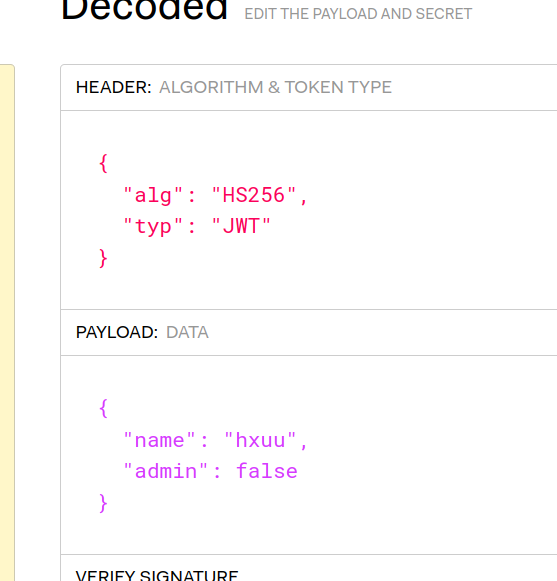 Decoded EDIT THE PAYLOAD AND SECRET
HEADER: ALGORITHM & TOKEN TYPE
{
"alg": "HS256",
"typ": "JWT"
}
PAYLOAD: DATA
{
"name": "hxuu",
"admin": false
}
VERIFY SIGNATURE